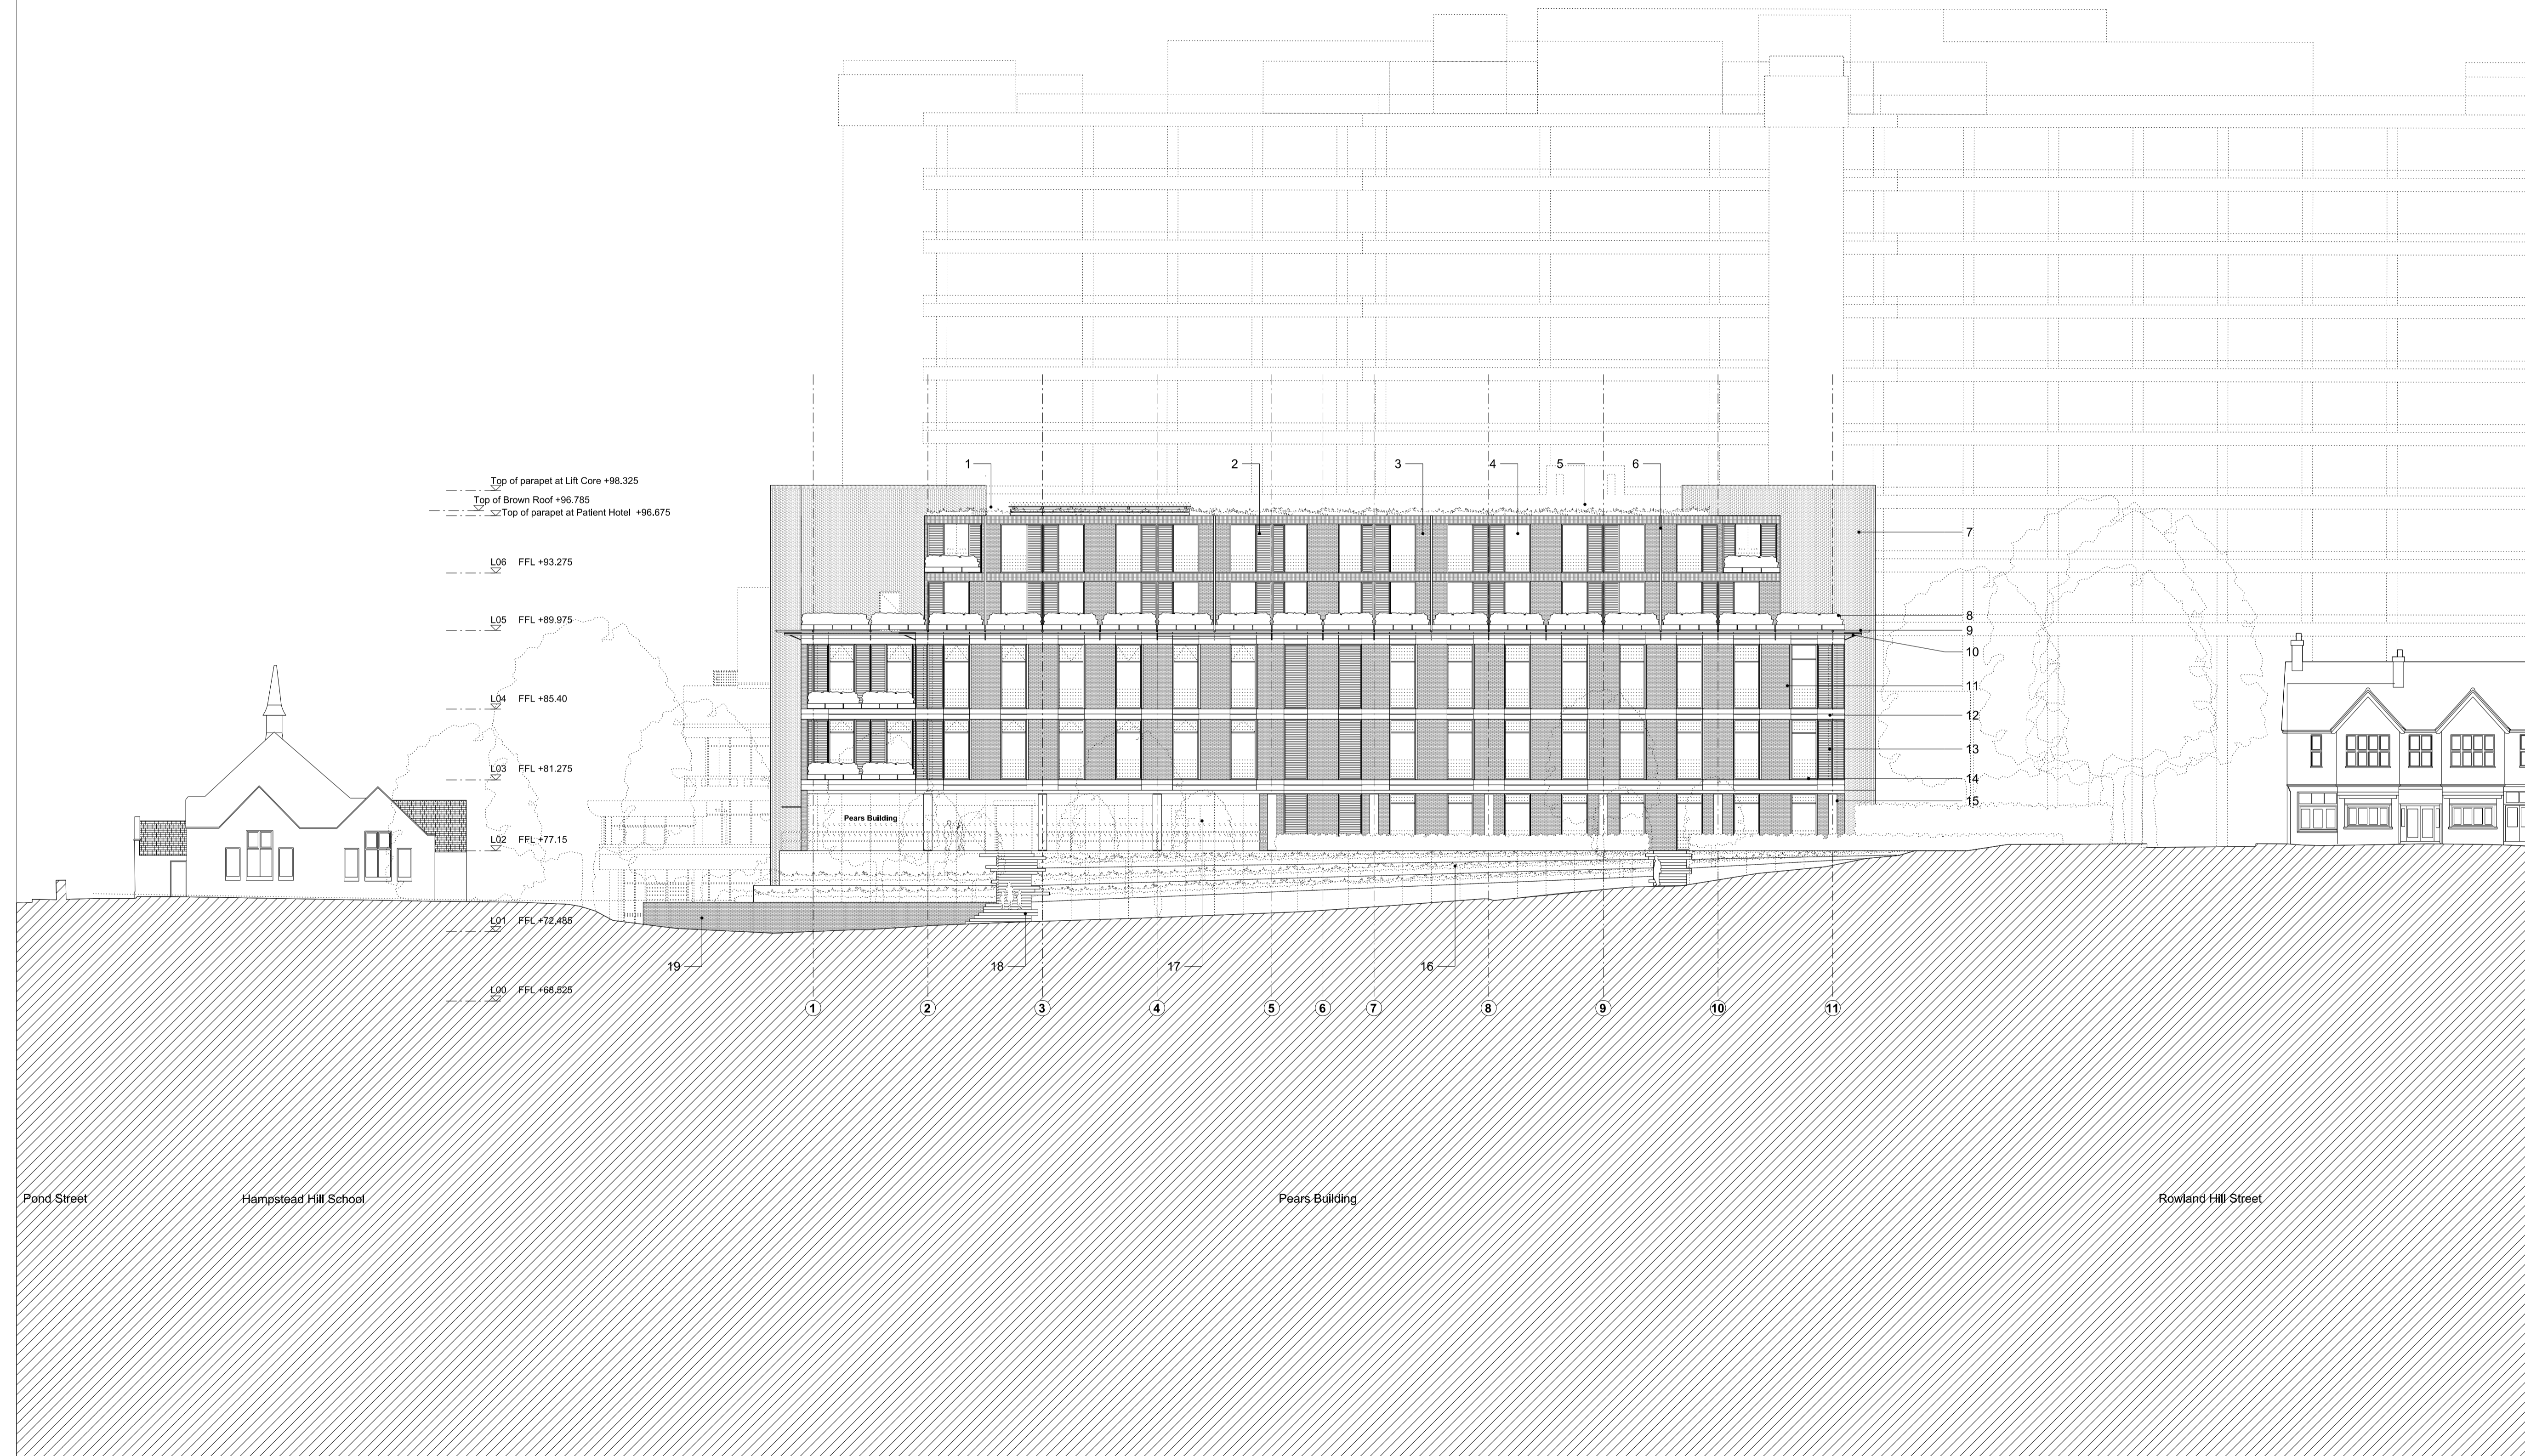 1 2 3 4 5 6
Top of parapet at Lift Core +98.325
Top of Brown Roof +96.785
Top of parapet at Patient Hotel +96.675
7
L06 FFL +93.275
8
L05 FFL +89.975
9
10
11
L04 FFL +85.40
12
13
L03 FFL +81.275
14
15
Pears Building
L02 FFL +77.15
L01 FFL +72.485
19 18 17 16
L00 FFL +68.525
1 2 3 4 5 6 7 8 9 10 11
Pond Street Hampstead Hill School Pears Building Rowland Hill Street